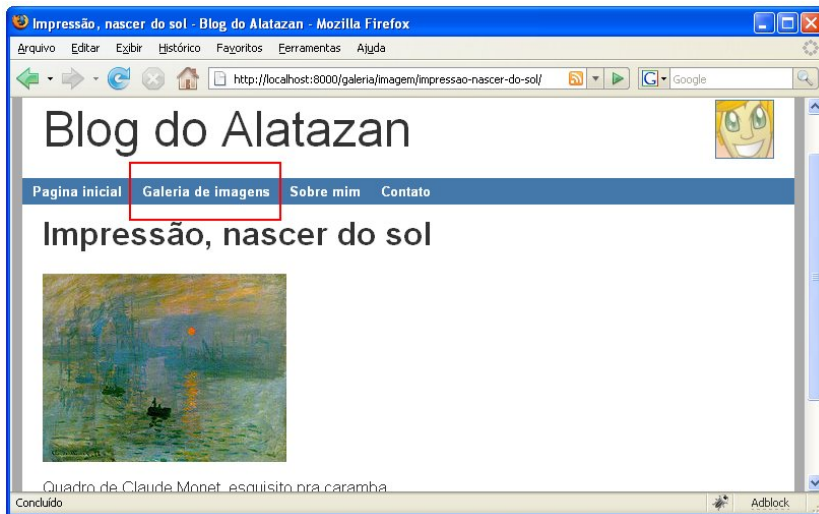 Impressão, nascer do sol - Blog do Alatazan - Mozilla Firefox
Arquivo Editar Exibir Histórico Favoritos Ferramentas Ajuda
http://localhost:8000/galeria/imagem/impressao-nascer-do-sol/ G Google
Blog do Alatazan
Pagina inicial Galeria de imagens Sobre mim Contato
Impressão, nascer do sol
Quadro de Claude Monet, esquisito pra caramba
Concluído Adblock